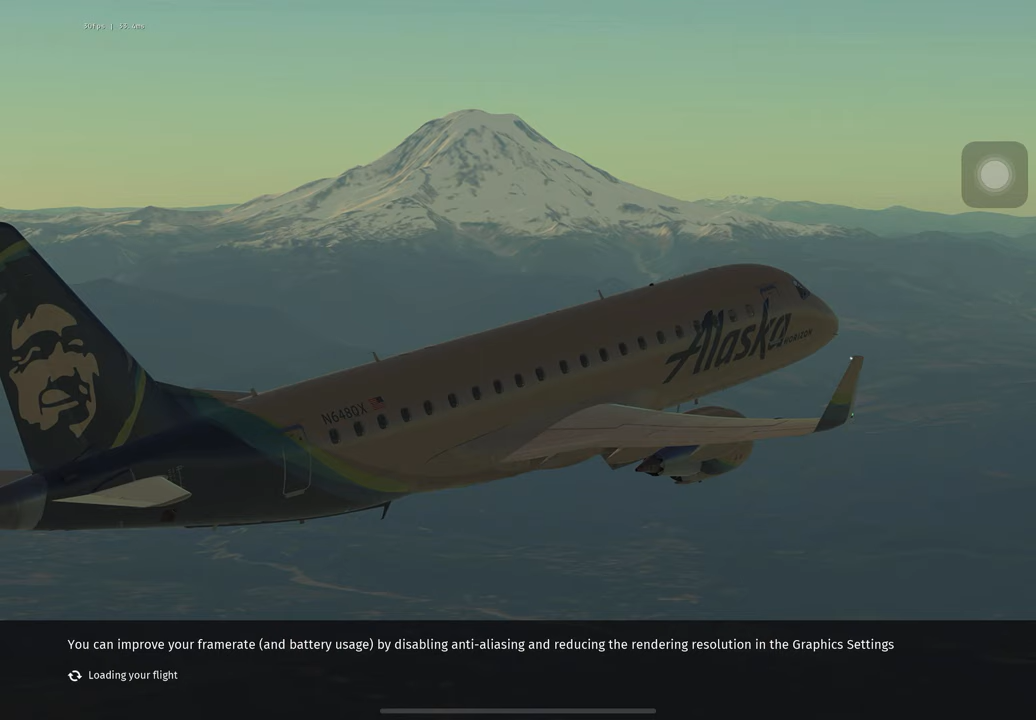 Alaska
HORIZON
N648QX
You can improve your framerate (and battery usage) by disabling anti-aliasing and reducing the rendering resolution in the Graphics Settings
Loading your flight